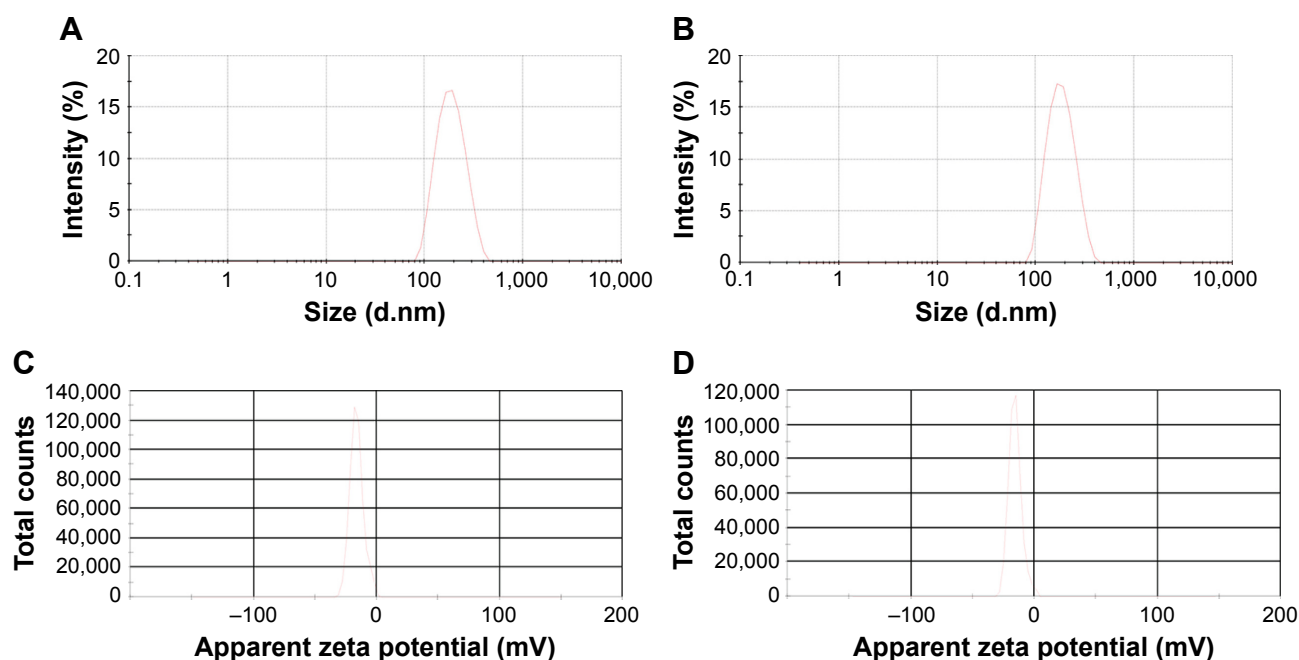 A
Intensity (%)
20
15
10
5
0
0.1 1 10 100 1,000 10,000
Size (d.nm)
B
Intensity (%)
20
15
10
5
0
0.1 1 10 100 1,000 10,000
Size (d.nm)
C
Total counts
140,000
120,000
100,000
80,000
60,000
40,000
20,000
0
–100 0 100 200
Apparent zeta potential (mV)
D
Total counts
120,000
100,000
80,000
60,000
40,000
20,000
0
–100 0 100 200
Apparent zeta potential (mV)